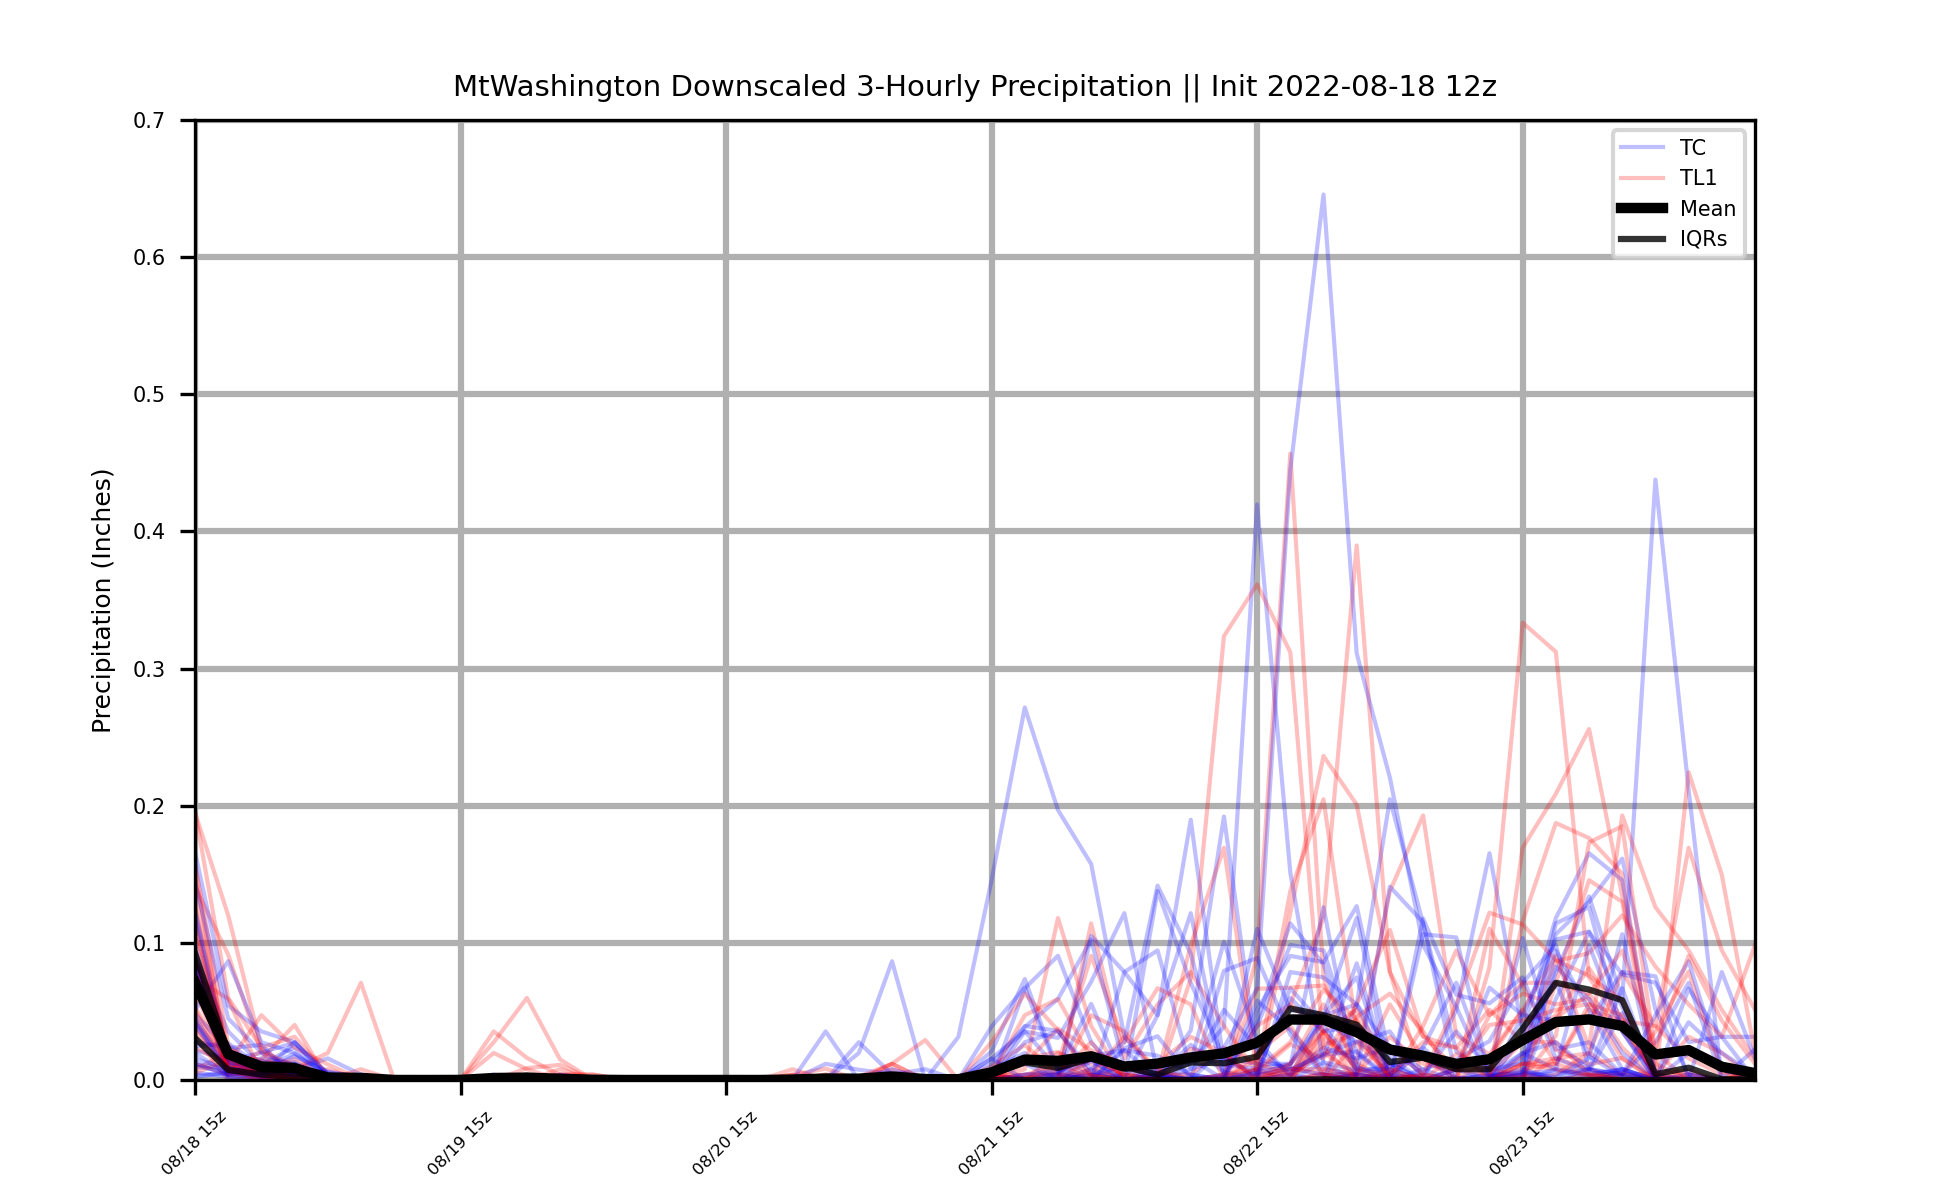 MtWashington Downscaled 3-Hourly Precipitation || Init 2022-08-18 12z
Precipitation (Inches)
0.7
0.6
0.5
0.4
0.3
0.2
0.1
0.0
TC
TL1
Mean
IQRs
08/18 15z
08/19 15z
08/20 15z
08/21 15z
08/22 15z
08/23 15z